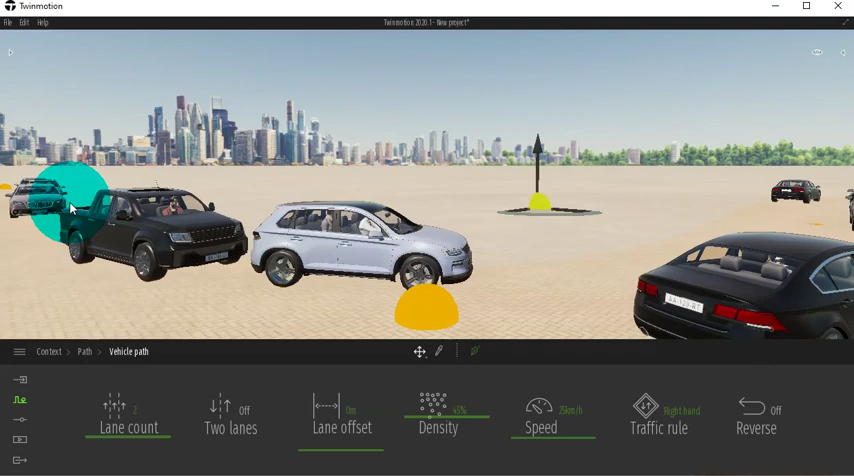 Twinmotion
File Edit Help
Twinmotion 2020.1 - New project*
Context > Path > Vehicle path
2
Lane count
Off
Two lanes
0m
Lane offset
45%
Density
25km/h
Speed
Right hand
Traffic rule
Off
Reverse